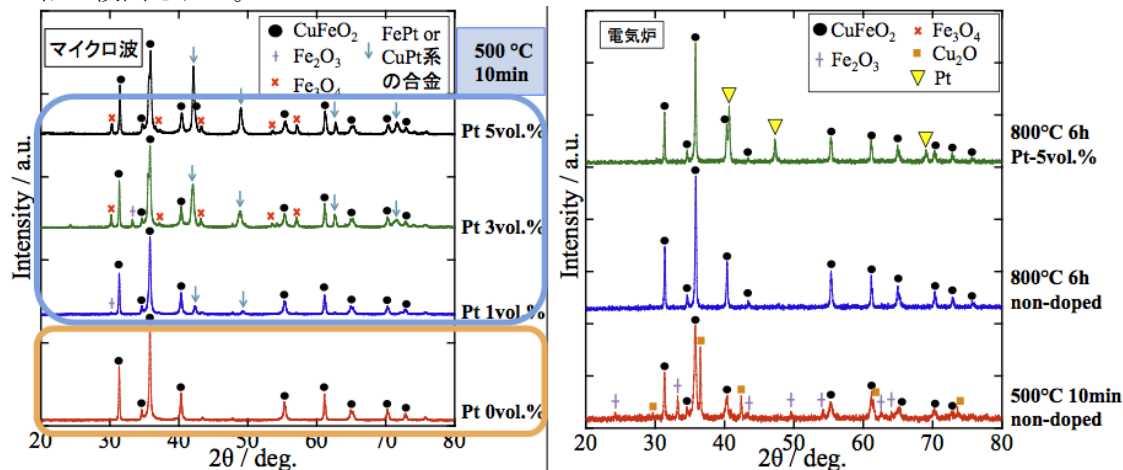 マイクロ波
CuFeO₂
Fe₂O₃
Fe₃O₄
FePt or
CuPt系
の合金
500 ℃
10min
Pt 5vol.%
Pt 3vol.%
Pt 1vol.%
Pt 0vol.%
Intensity / a.u.
20 30 40 50 60 70 80
2θ / deg.
電気炉
CuFeO₂
Fe₂O₃
Fe₃O₄
Cu₂O
Pt
800℃ 6h
Pt-5vol.%
800℃ 6h
non-doped
500℃ 10min
non-doped
Intensity / a.u.
20 30 40 50 60 70 80
2θ / deg.